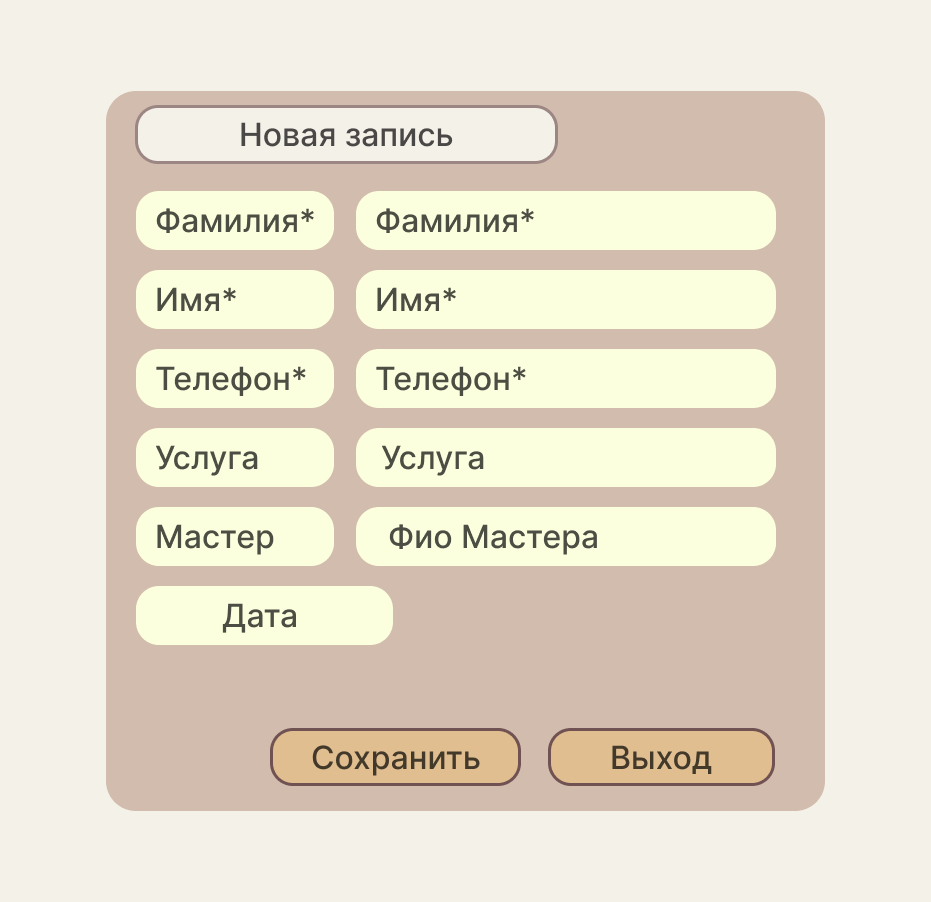 Новая запись
Фамилия* Фамилия*
Имя* Имя*
Телефон* Телефон*
Услуга Услуга
Мастер Фио Мастера
Дата
Сохранить Выход